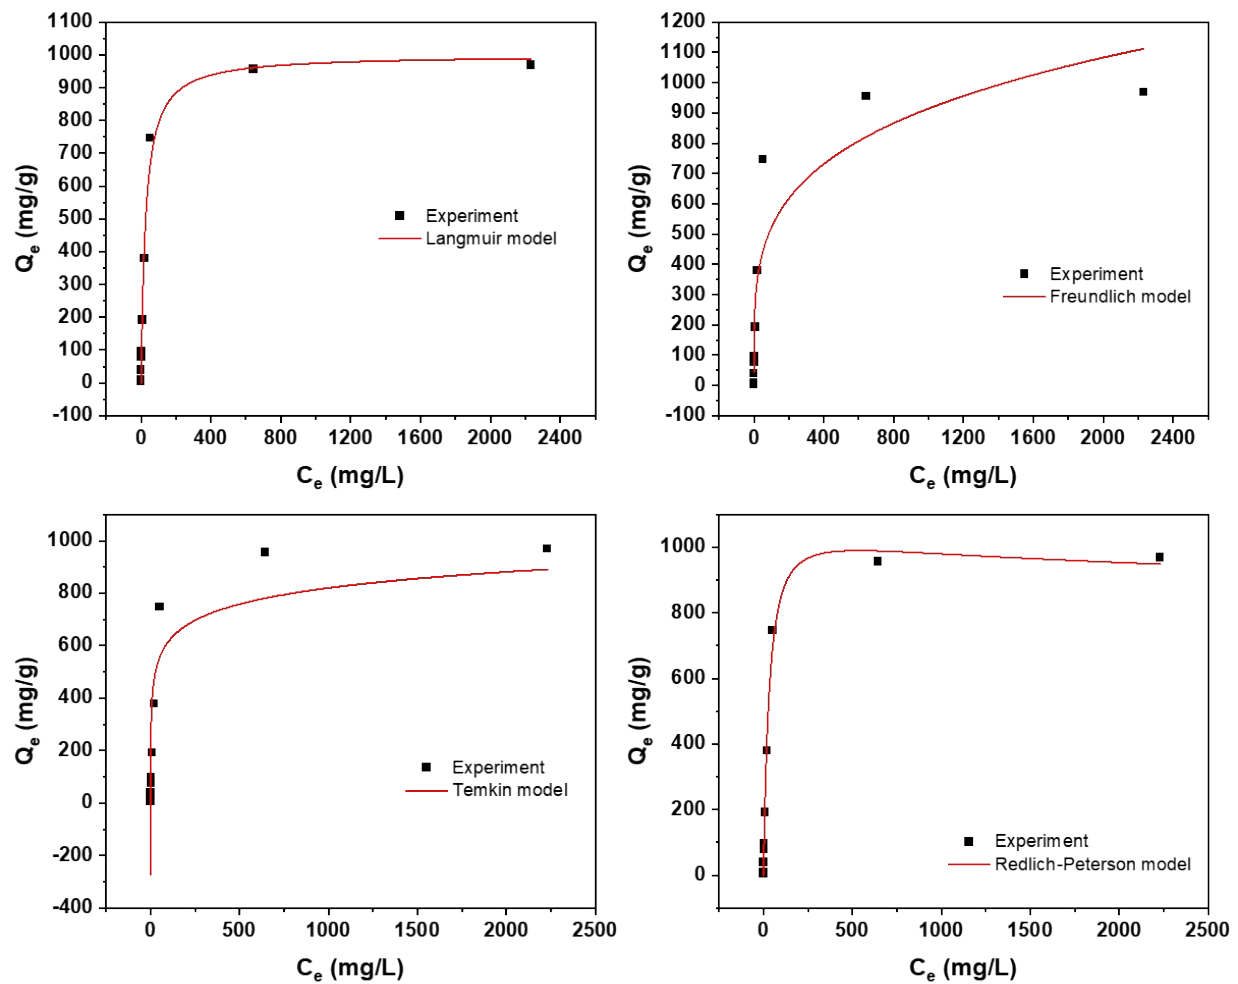 1100
1000
900
800
700
600
500
400
300
200
100
0
-100
Qe (mg/g)
Experiment
Langmuir model
0 400 800 1200 1600 2000 2400
Ce (mg/L)
1200
1100
1000
900
800
700
600
500
400
300
200
100
0
-100
Qe (mg/g)
Experiment
Freundlich model
0 400 800 1200 1600 2000 2400
Ce (mg/L)
1000
800
600
400
200
0
-200
-400
Qe (mg/g)
Experiment
Temkin model
0 500 1000 1500 2000 2500
Ce (mg/L)
1000
800
600
400
200
0
Qe (mg/g)
Experiment
Redlich-Peterson model
0 500 1000 1500 2000 2500
Ce (mg/L)